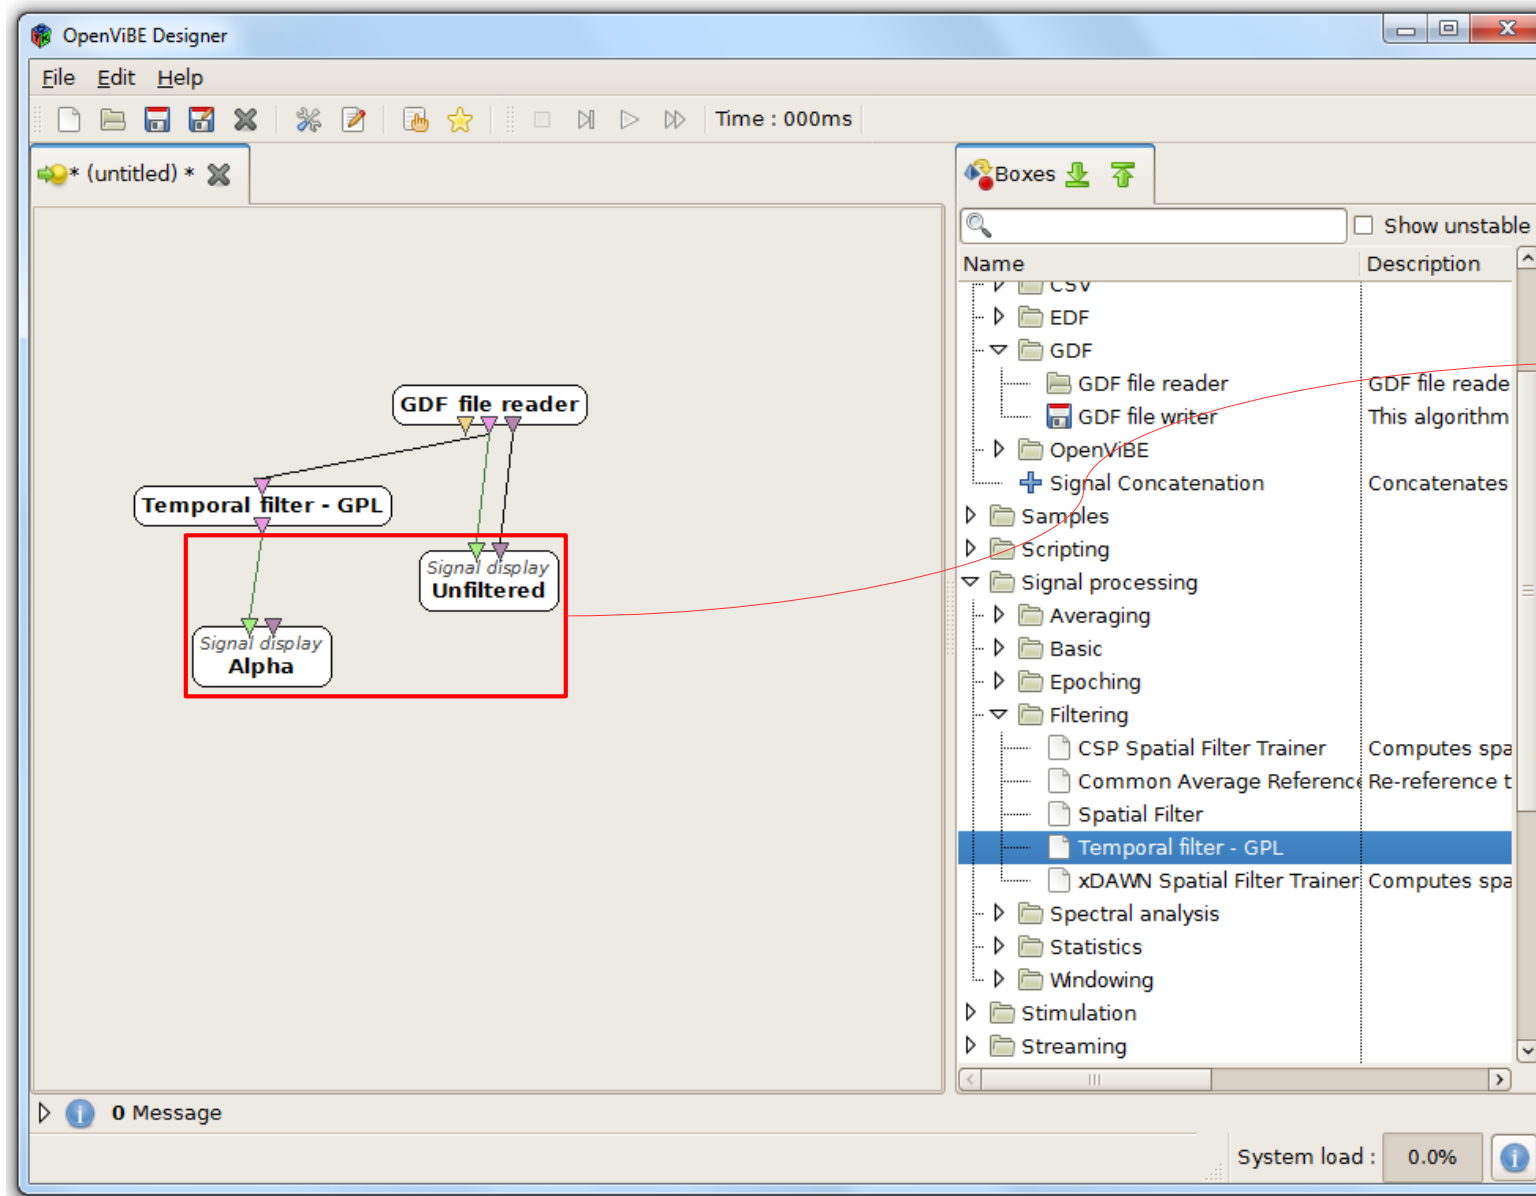 OpenViBE Designer
File Edit Help
Time : 000ms
* (untitled) *
GDF file reader
Temporal filter - GPL
Signal display
Unfiltered
Signal display
Alpha
Boxes
Show unstable
Name Description
CSV
EDF
GDF
GDF file reader GDF file reade
GDF file writer This algorithm
OpenViBE
Signal Concatenation Concatenates
Samples
Scripting
Signal processing
Averaging
Basic
Epoching
Filtering
CSP Spatial Filter Trainer Computes spa
Common Average Reference Re-reference t
Spatial Filter
Temporal filter - GPL
xDAWN Spatial Filter Trainer Computes spa
Spectral analysis
Statistics
Windowing
Stimulation
Streaming
0 Message
System load : 0.0%